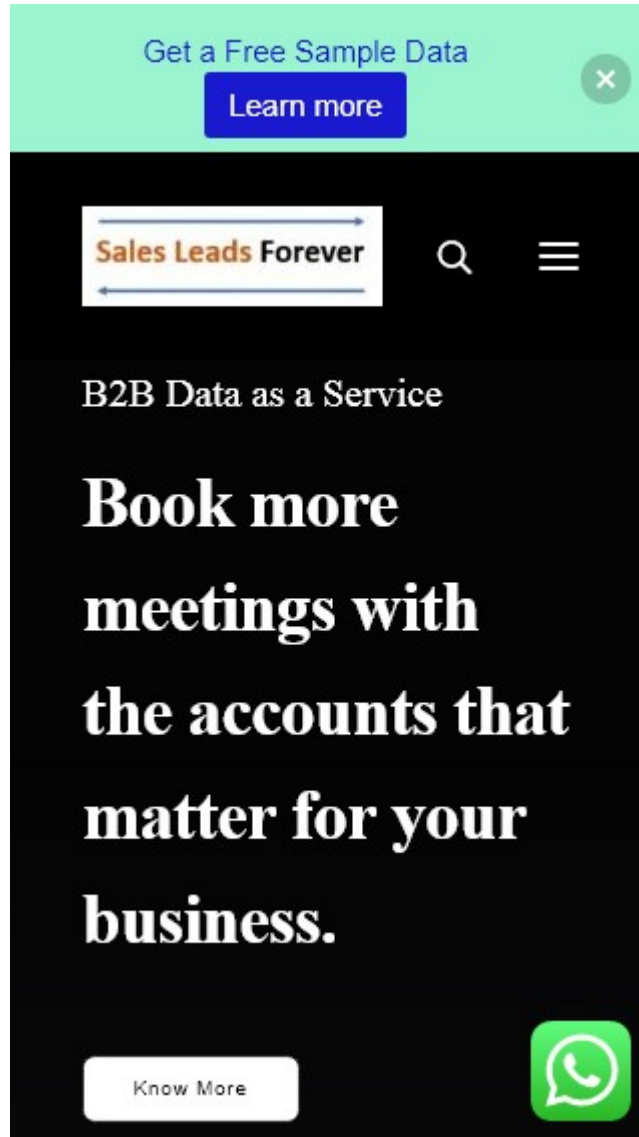 Get a Free Sample Data
Learn more
Sales Leads Forever
B2B Data as a Service
Book more
meetings with
the accounts that
matter for your
business.
Know More